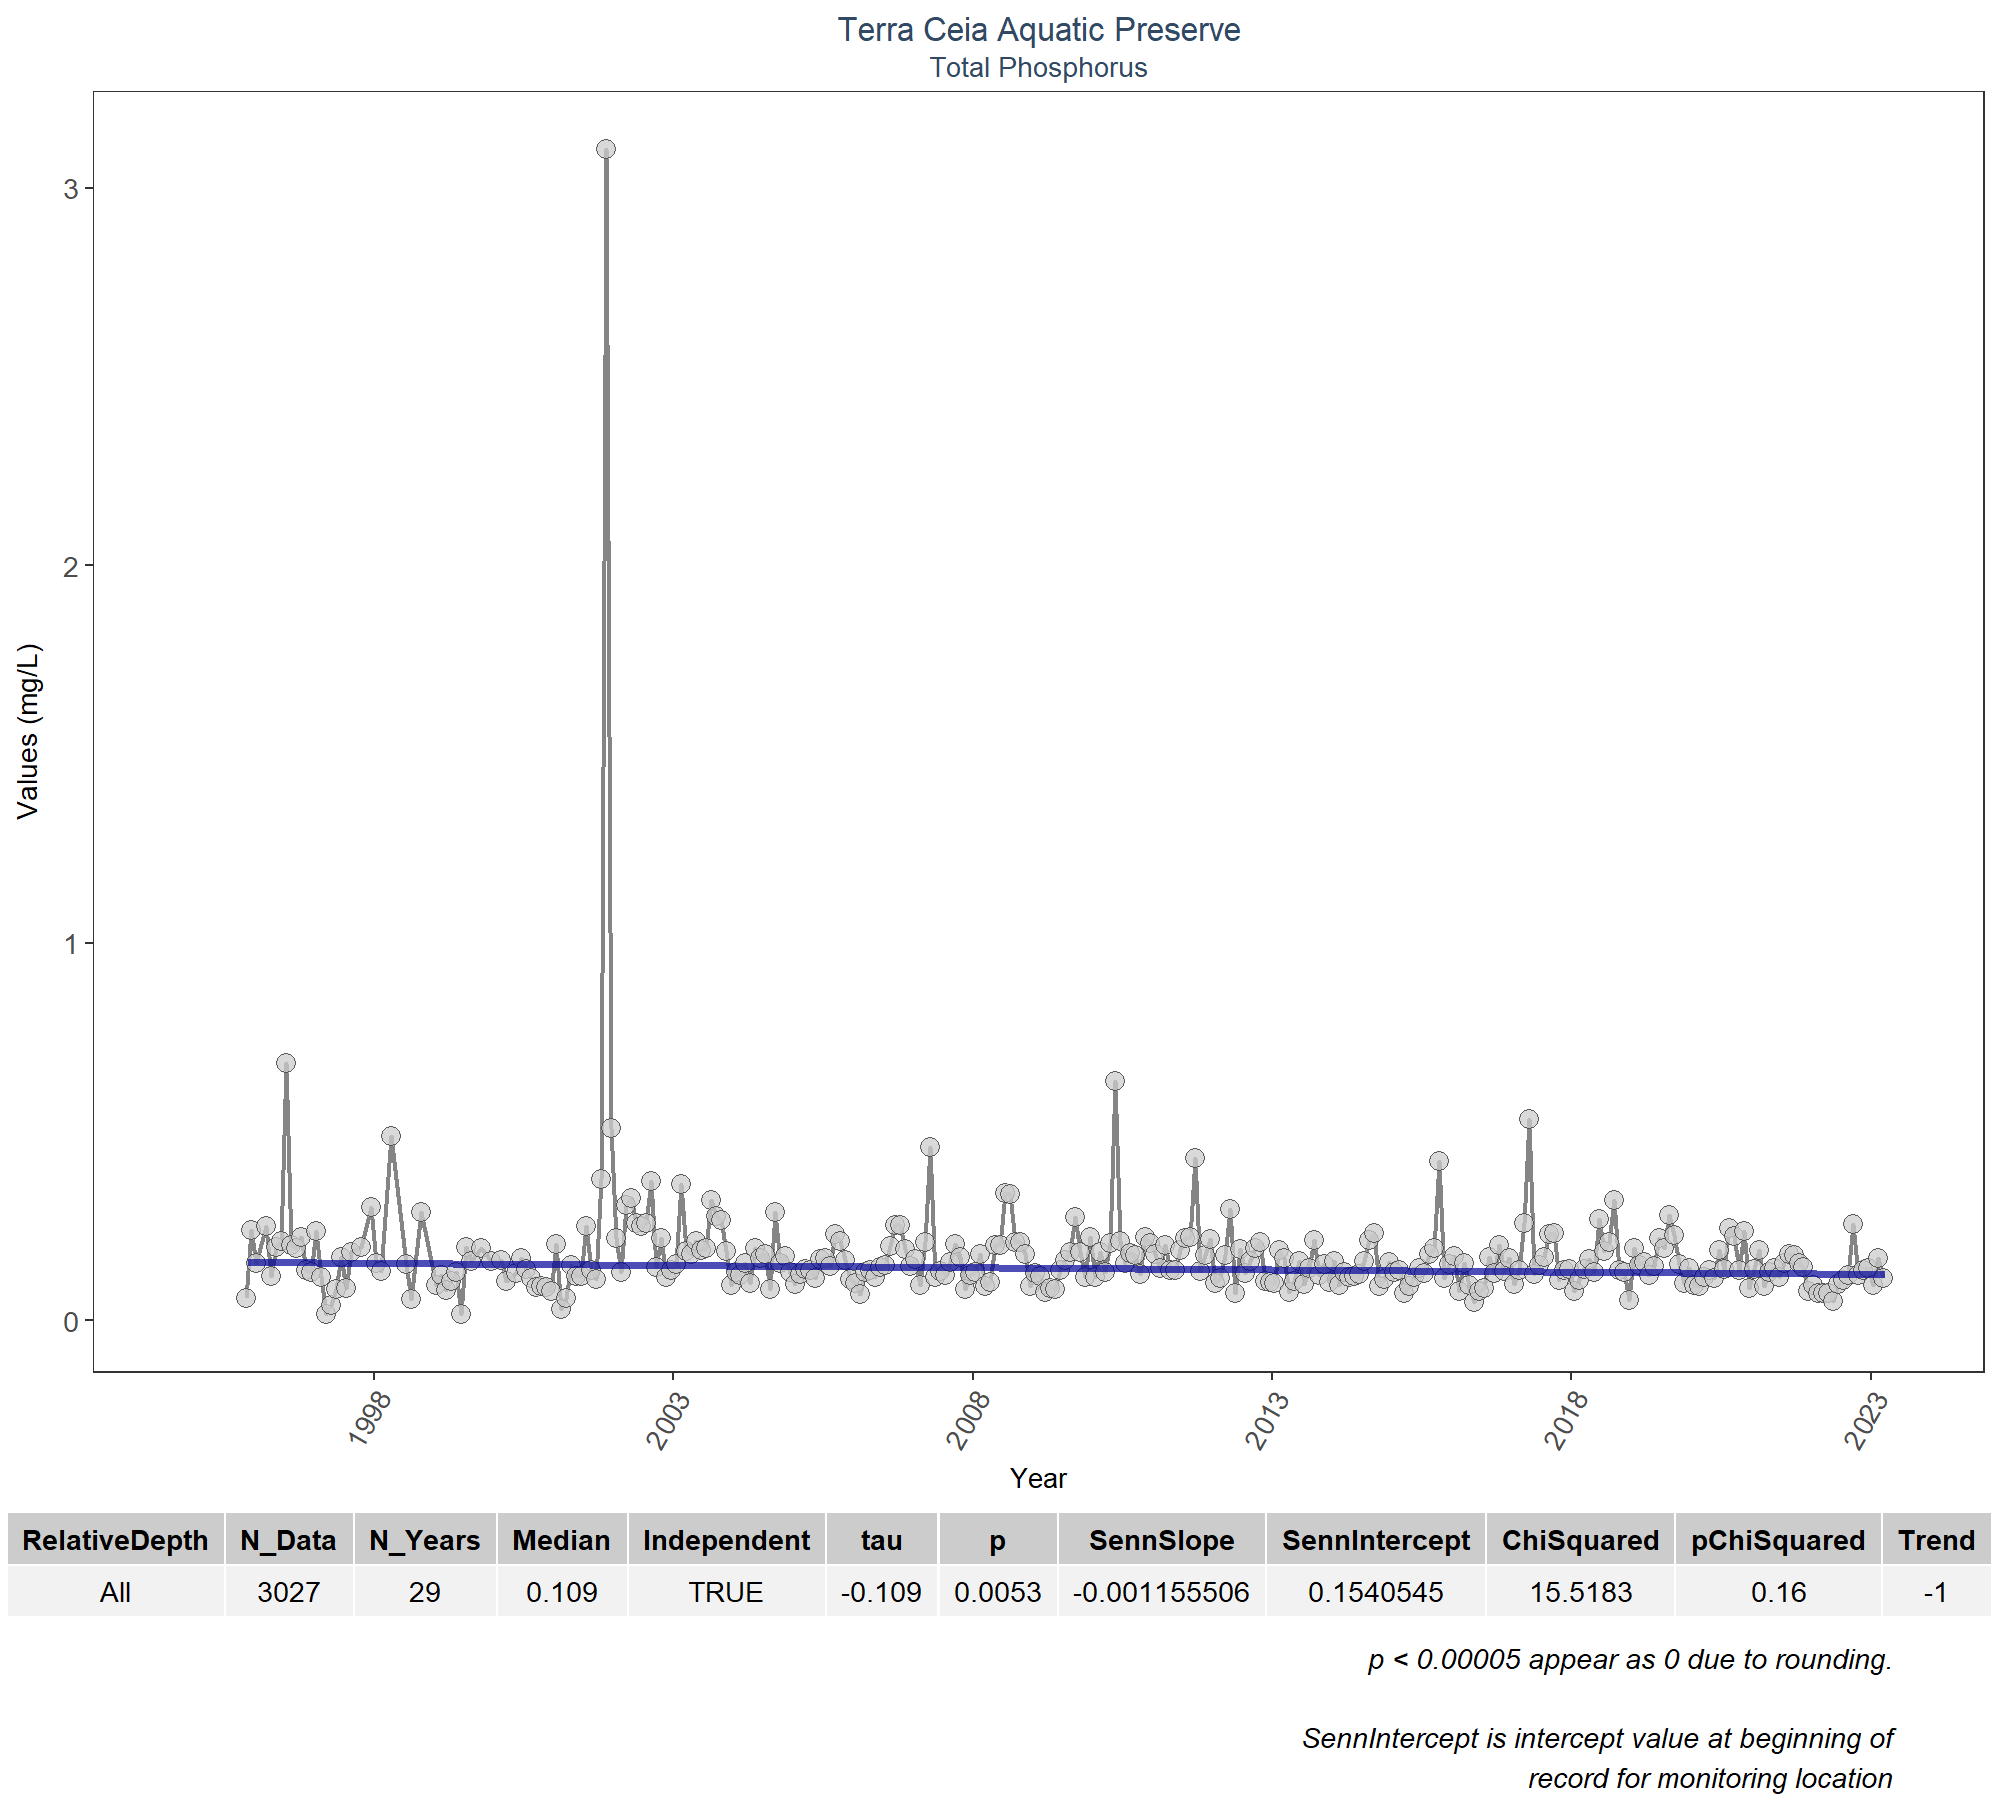 Terra Ceia Aquatic Preserve
Total Phosphorus
Values (mg/L)
3
2
1
0
1998 2003 2008 2013 2018 2023
Year
RelativeDepth N_Data N_Years Median Independent tau p SennSlope SennIntercept ChiSquared pChiSquared Trend
All 3027 29 0.109 TRUE -0.109 0.0053 -0.001155506 0.1540545 15.5183 0.16 -1
p < 0.00005 appear as 0 due to rounding.
SennIntercept is intercept value at beginning of
record for monitoring location